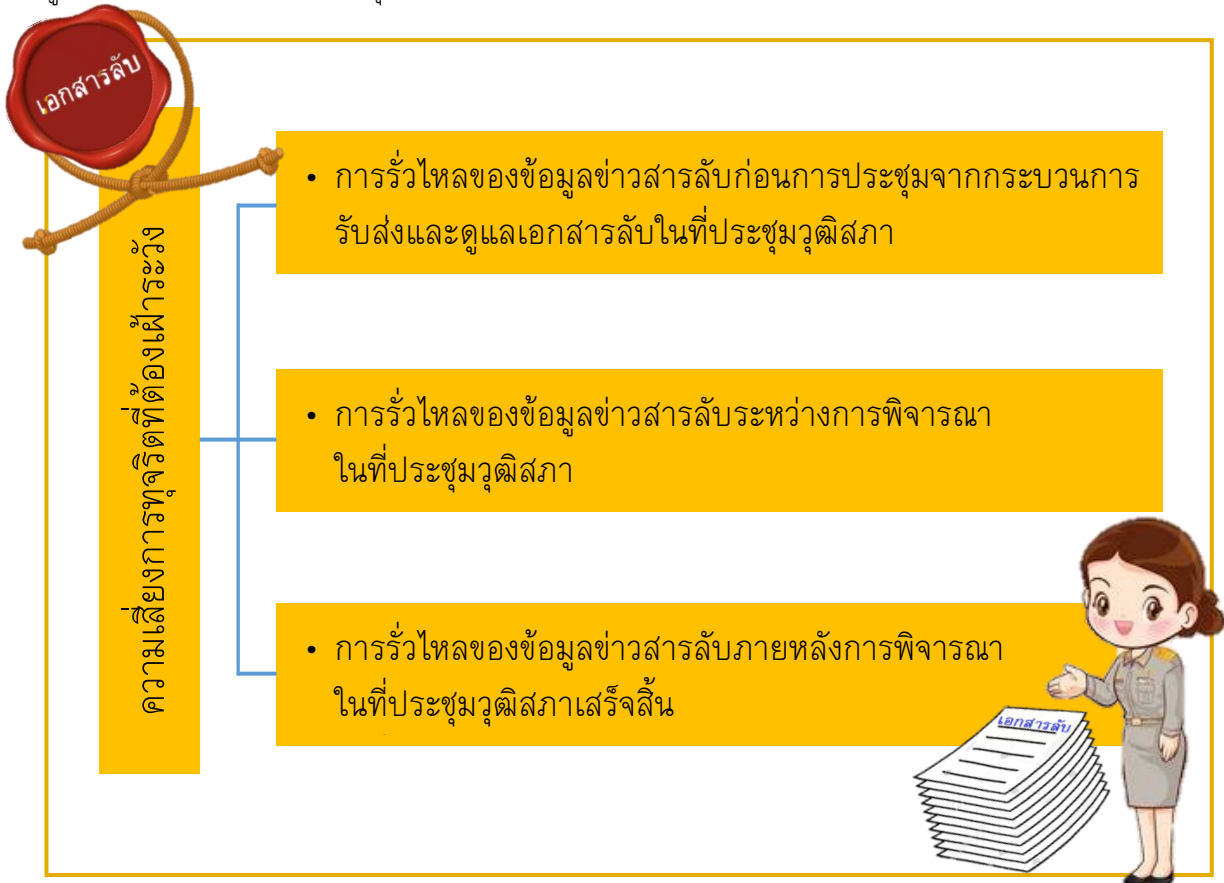 เอกสารลับ
ความเสี่ยงการทุจริตที่ต้องเฝ้าระวัง
• การรั่วไหลของข้อมูลข่าวสารลับก่อนการประชุมจากกระบวนการ
รับส่งและดูแลเอกสารลับในที่ประชุมวุฒิสภา
• การรั่วไหลของข้อมูลข่าวสารลับระหว่างการพิจารณา
ในที่ประชุมวุฒิสภา
• การรั่วไหลของข้อมูลข่าวสารลับภายหลังการพิจารณา
ในที่ประชุมวุฒิสภาเสร็จสิ้น
เอกสารลับ